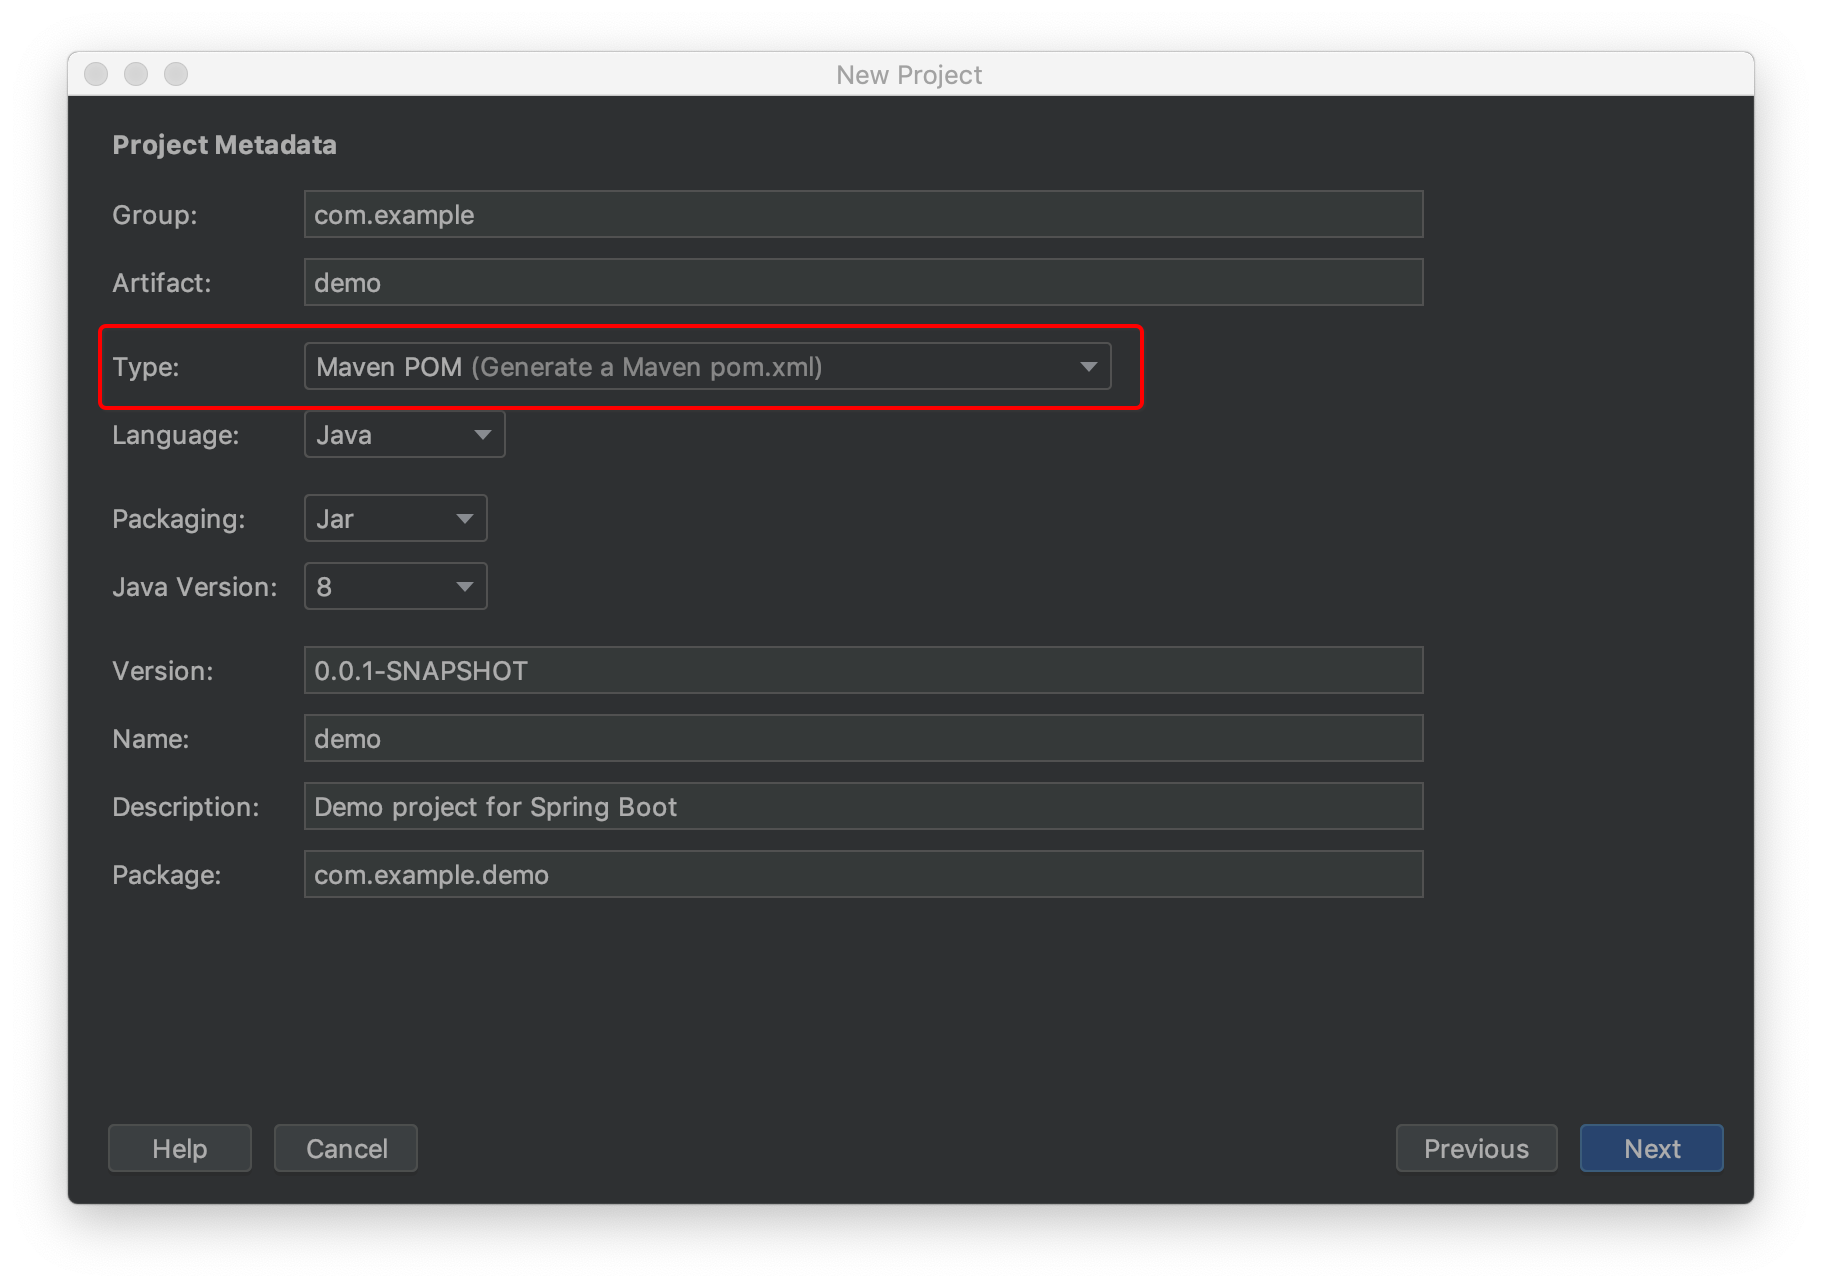 New Project
Project Metadata
Group: com.example
Artifact: demo
Type: Maven POM (Generate a Maven pom.xml)
Language: Java
Packaging: Jar
Java Version: 8
Version: 0.0.1-SNAPSHOT
Name: demo
Description: Demo project for Spring Boot
Package: com.example.demo
Help Cancel Previous Next